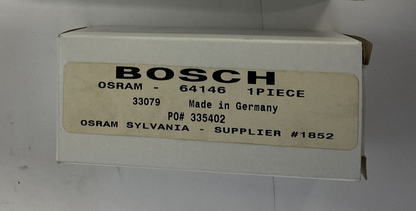 BOSCH
OSRAM - 64146 1PIECE
33079 Made in Germany
PO# 335402
OSRAM SYLVANIA - SUPPLIER #1852